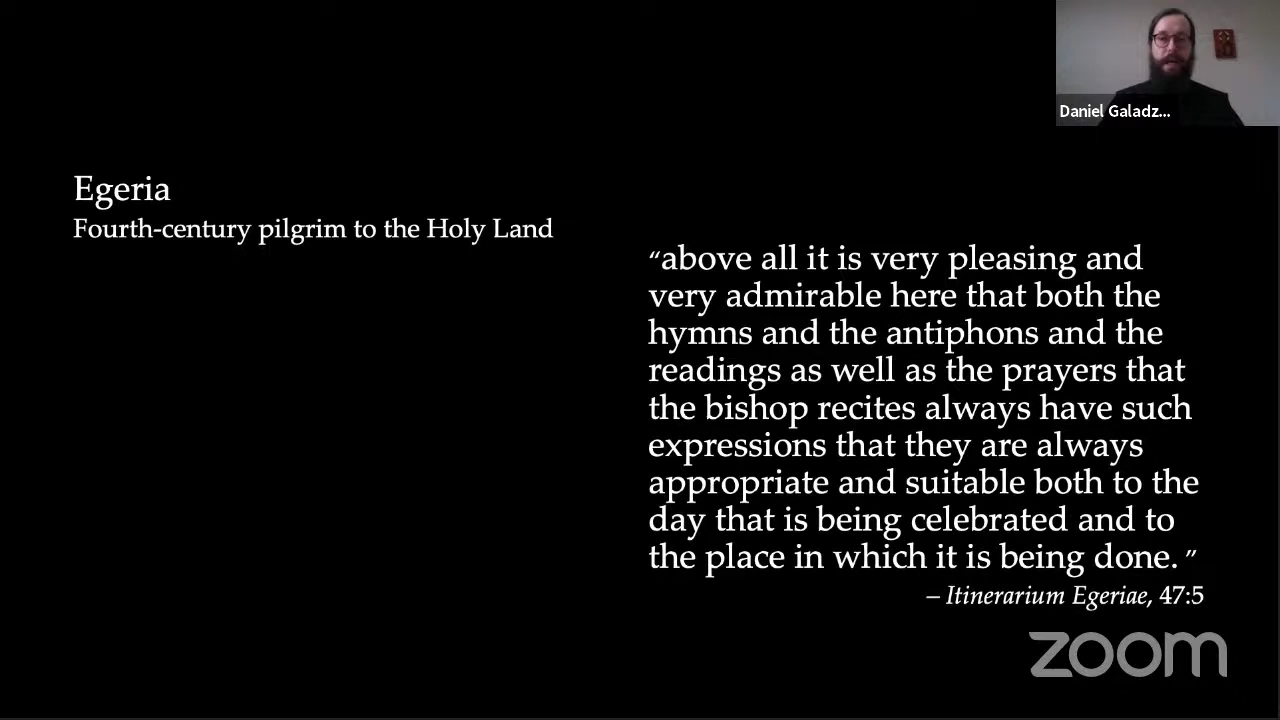 Daniel Galadz...
Egeria
Fourth-century pilgrim to the Holy Land
“above all it is very pleasing and
very admirable here that both the
hymns and the antiphons and the
readings as well as the prayers that
the bishop recites always have such
expressions that they are always
appropriate and suitable both to the
day that is being celebrated and to
the place in which it is being done. ”
– Itinerarium Egeriae, 47:5
zoom